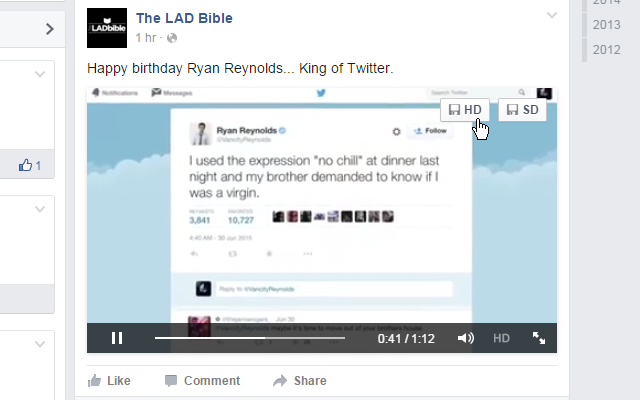 2014
2013
2012
LADbible
The LAD Bible
1 hr
Happy birthday Ryan Reynolds... King of Twitter.
Notifications
Messages
Search Twitter
HD
SD
Ryan Reynolds
@VancityReynolds
Follow
I used the expression "no chill" at dinner last
night and my brother demanded to know if I
was a virgin.
RETWEETS
FAVORITES
3,841
10,727
4:40 AM - 30 Jun 2015
Reply to @VancityReynolds
Jun 30
@VancityReynolds maybe it's time to move out of your brothers house
0:41 / 1:12
HD
1
Like
Comment
Share